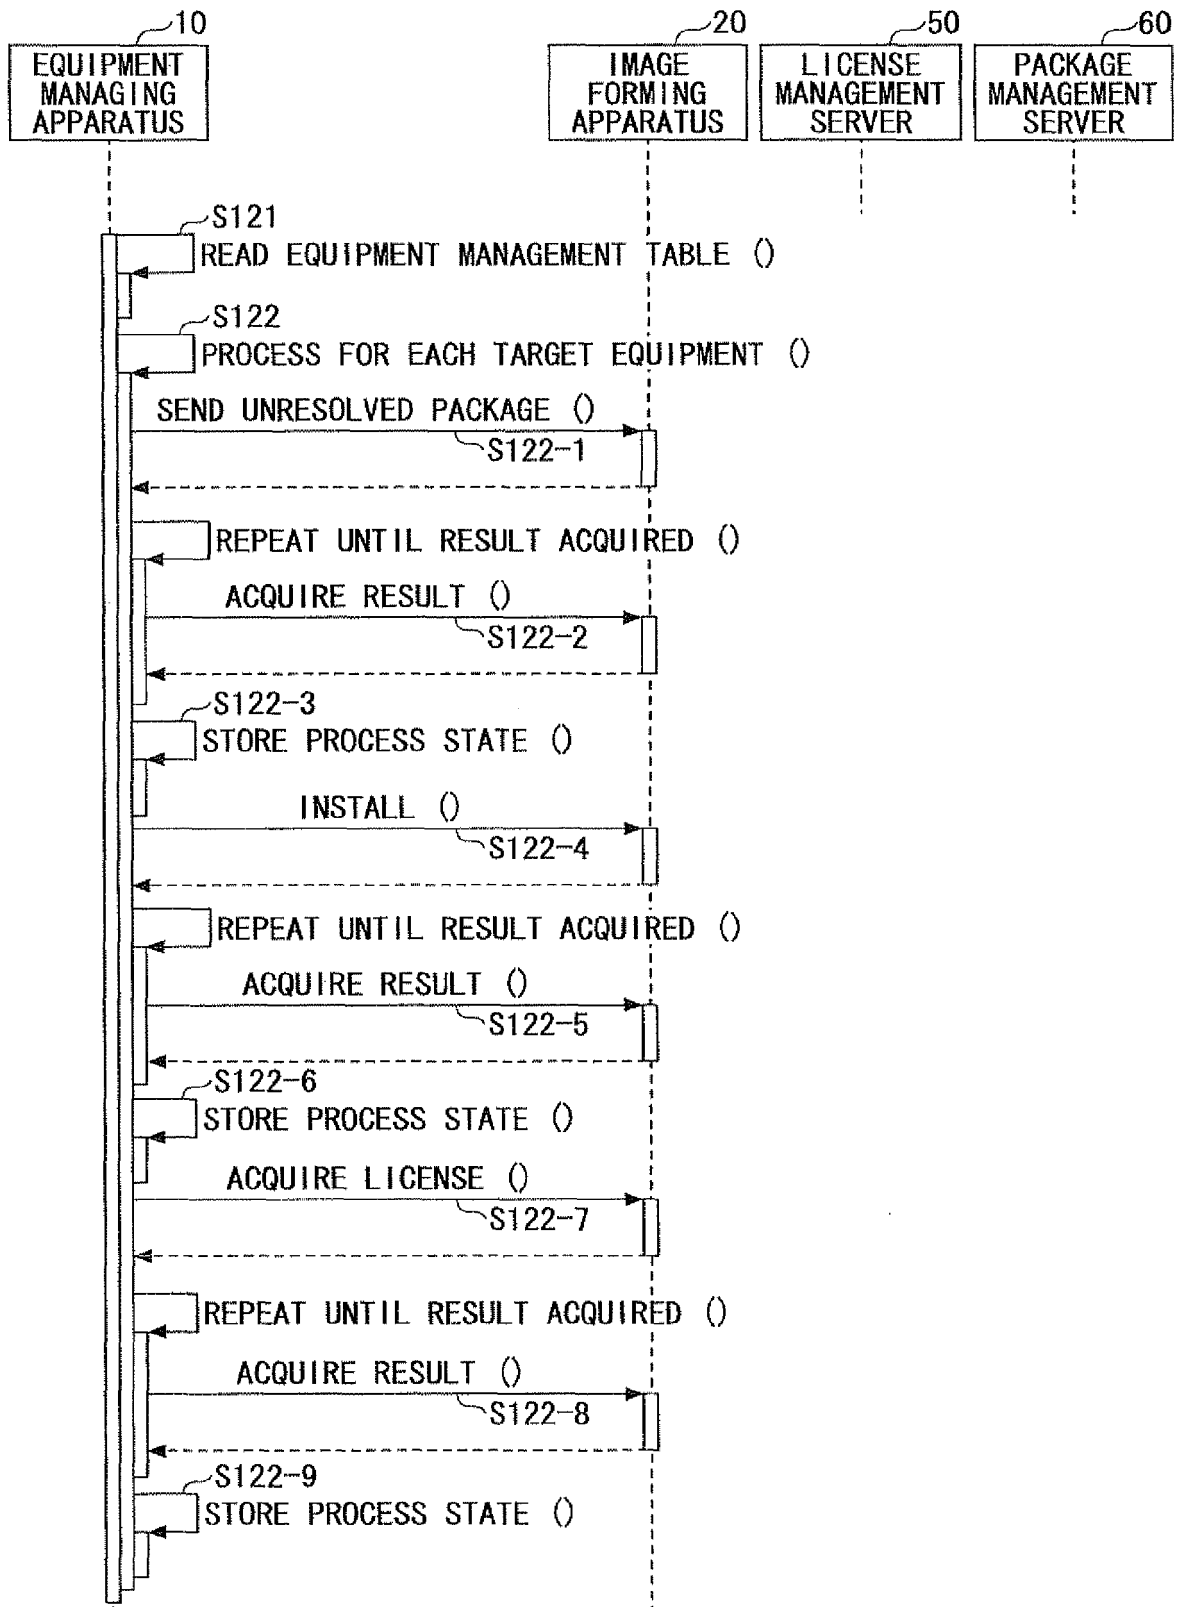 10
20
50
60
EQUIPMENT
MANAGING
APPARATUS
IMAGE
FORMING
APPARATUS
LICENSE
MANAGEMENT
SERVER
PACKAGE
MANAGEMENT
SERVER
S121
READ EQUIPMENT MANAGEMENT TABLE ()
S122
PROCESS FOR EACH TARGET EQUIPMENT ()
SEND UNRESOLVED PACKAGE ()
S122-1
REPEAT UNTIL RESULT ACQUIRED ()
ACQUIRE RESULT ()
S122-2
S122-3
STORE PROCESS STATE ()
INSTALL ()
S122-4
REPEAT UNTIL RESULT ACQUIRED ()
ACQUIRE RESULT ()
S122-5
S122-6
STORE PROCESS STATE ()
ACQUIRE LICENSE ()
S122-7
REPEAT UNTIL RESULT ACQUIRED ()
ACQUIRE RESULT ()
S122-8
S122-9
STORE PROCESS STATE ()